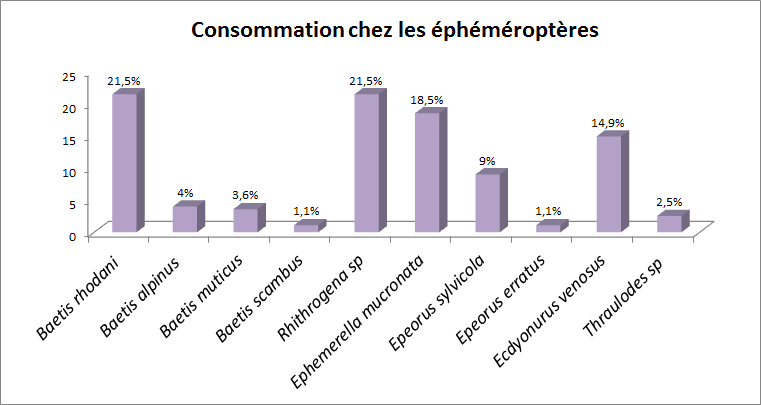 Consommation chez les éphéméroptères
25
20
15
10
5
0
21,5%
4%
3,6%
1,1%
21,5%
18,5%
9%
1,1%
14,9%
2,5%
Baetis rhodani
Baetis alpinus
Baetis muticus
Baetis scambus
Rhithrogena sp
Ephemerella mucronata
Epeorus sylvicola
Epeorus erratus
Ecdyonurus venosus
Thraulodes sp